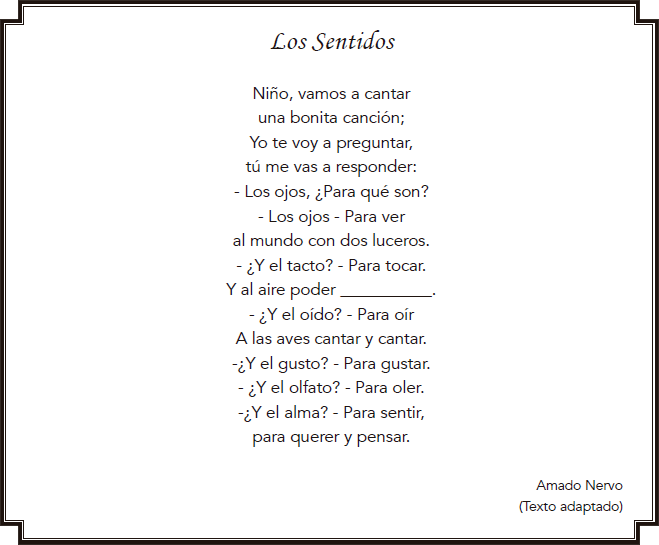 Los Sentidos
Niño, vamos a cantar
una bonita canción;
Yo te voy a preguntar,
tú me vas a responder:
- Los ojos, ¿Para qué son?
- Los ojos - Para ver
al mundo con dos luceros.
- ¿Y el tacto? - Para tocar.
Y al aire poder __________.
- ¿Y el oído? - Para oír
A las aves cantar y cantar.
-¿Y el gusto? - Para gustar.
- ¿Y el olfato? - Para oler.
-¿Y el alma? - Para sentir,
para querer y pensar.
Amado Nervo
(Texto adaptado)